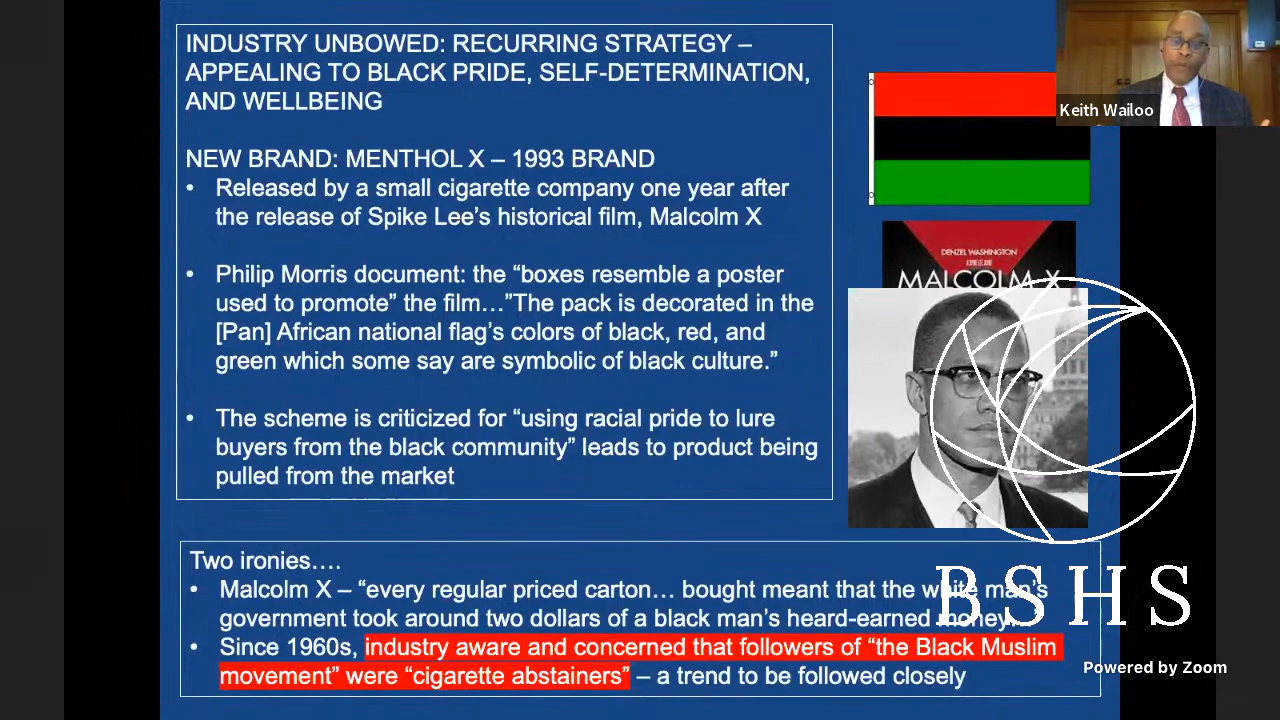 INDUSTRY UNBOWED: RECURRING STRATEGY –
APPEALING TO BLACK PRIDE, SELF-DETERMINATION,
AND WELLBEING
NEW BRAND: MENTHOL X – 1993 BRAND
• Released by a small cigarette company one year after
the release of Spike Lee's historical film, Malcolm X
• Philip Morris document: the “boxes resemble a poster
used to promote” the film…”The pack is decorated in the
[Pan] African national flag's colors of black, red, and
green which some say are symbolic of black culture.”
• The scheme is criticized for “using racial pride to lure
buyers from the black community” leads to product being
pulled from the market
Keith Wailoo
DENZEL WASHINGTON
MALCOLM X
Two ironies….
• Malcolm X – “every regular priced carton… bought meant that the white man's
government took around two dollars of a black man's heard-earned money.
• Since 1960s, industry aware and concerned that followers of “the Black Muslim
movement” were “cigarette abstainers” – a trend to be followed closely
BSHS
Powered by Zoom